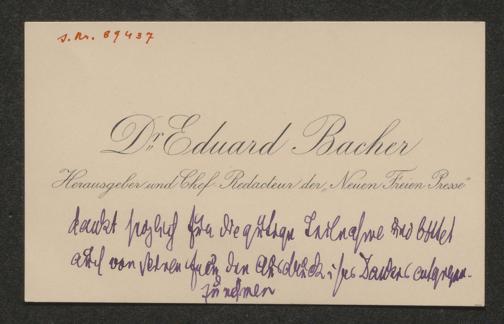 J. Nr. 69437
Dr. Eduard Bacher
Herausgeber und Chef-Redacteur der „Neuen Freien Presse“
dankt herzlich für die gütige Teilnahme und bittet
auch von seiner Frau den Ausdruck ihres Dankes entgegen-
zunehmen